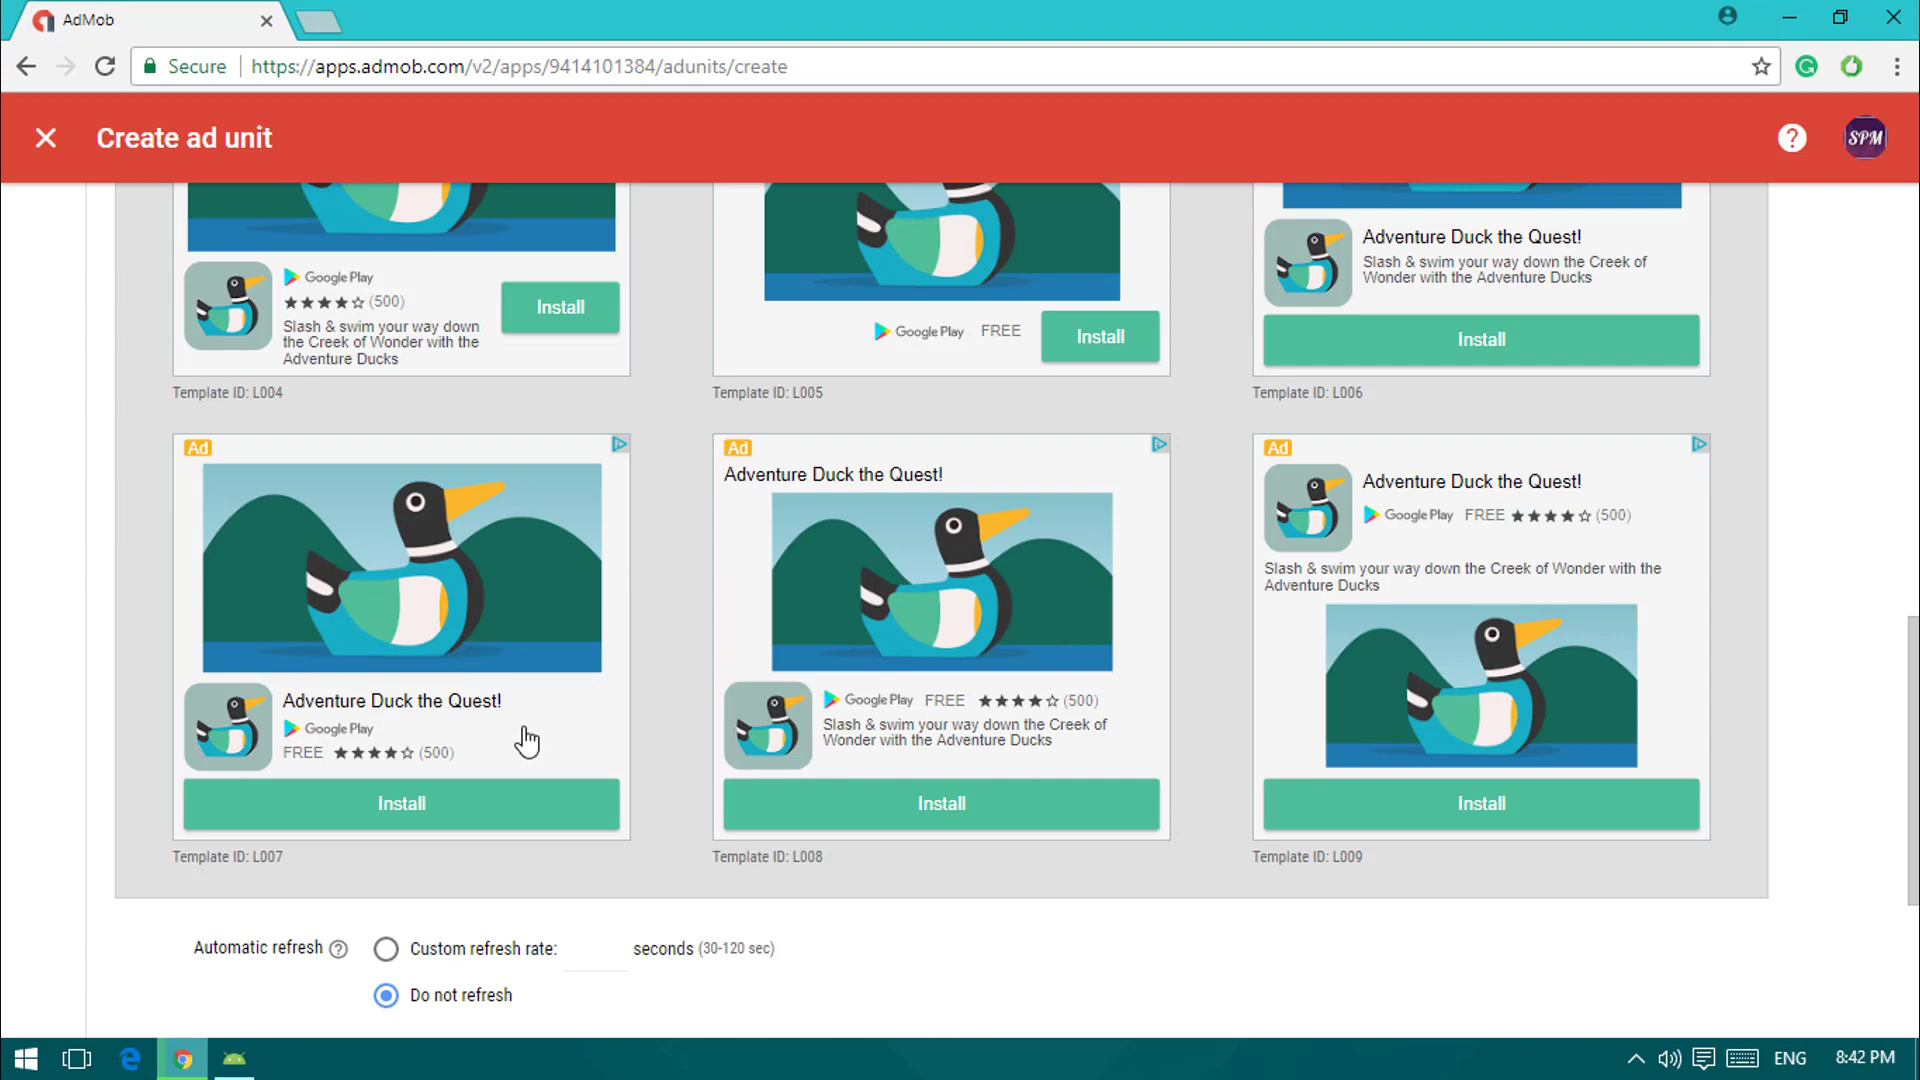 AdMob
Secure https://apps.admob.com/v2/apps/9414101384/adunits/create
Create ad unit
SPM
Google Play
(500)
Slash & swim your way down
the Creek of Wonder with the
Adventure Ducks
Install
Template ID: L004
Google Play FREE
Install
Template ID: L005
Adventure Duck the Quest!
Slash & swim your way down the Creek of
Wonder with the Adventure Ducks
Install
Template ID: L006
Ad
Adventure Duck the Quest!
Google Play
FREE (500)
Install
Template ID: L007
Ad
Adventure Duck the Quest!
Google Play FREE (500)
Slash & swim your way down the Creek of
Wonder with the Adventure Ducks
Install
Template ID: L008
Ad
Adventure Duck the Quest!
Google Play FREE (500)
Slash & swim your way down the Creek of Wonder with the
Adventure Ducks
Install
Template ID: L009
Automatic refresh ? Custom refresh rate: seconds (30-120 sec)
Do not refresh
ENG 8:42 PM